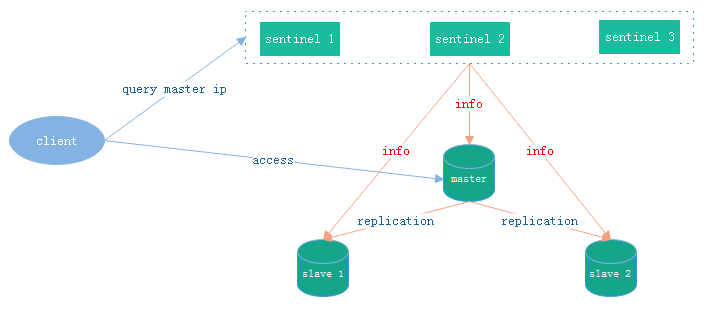 sentinel 1
sentinel 2
sentinel 3
query master ip
info
client
info
info
access
master
replication
replication
slave 1
slave 2